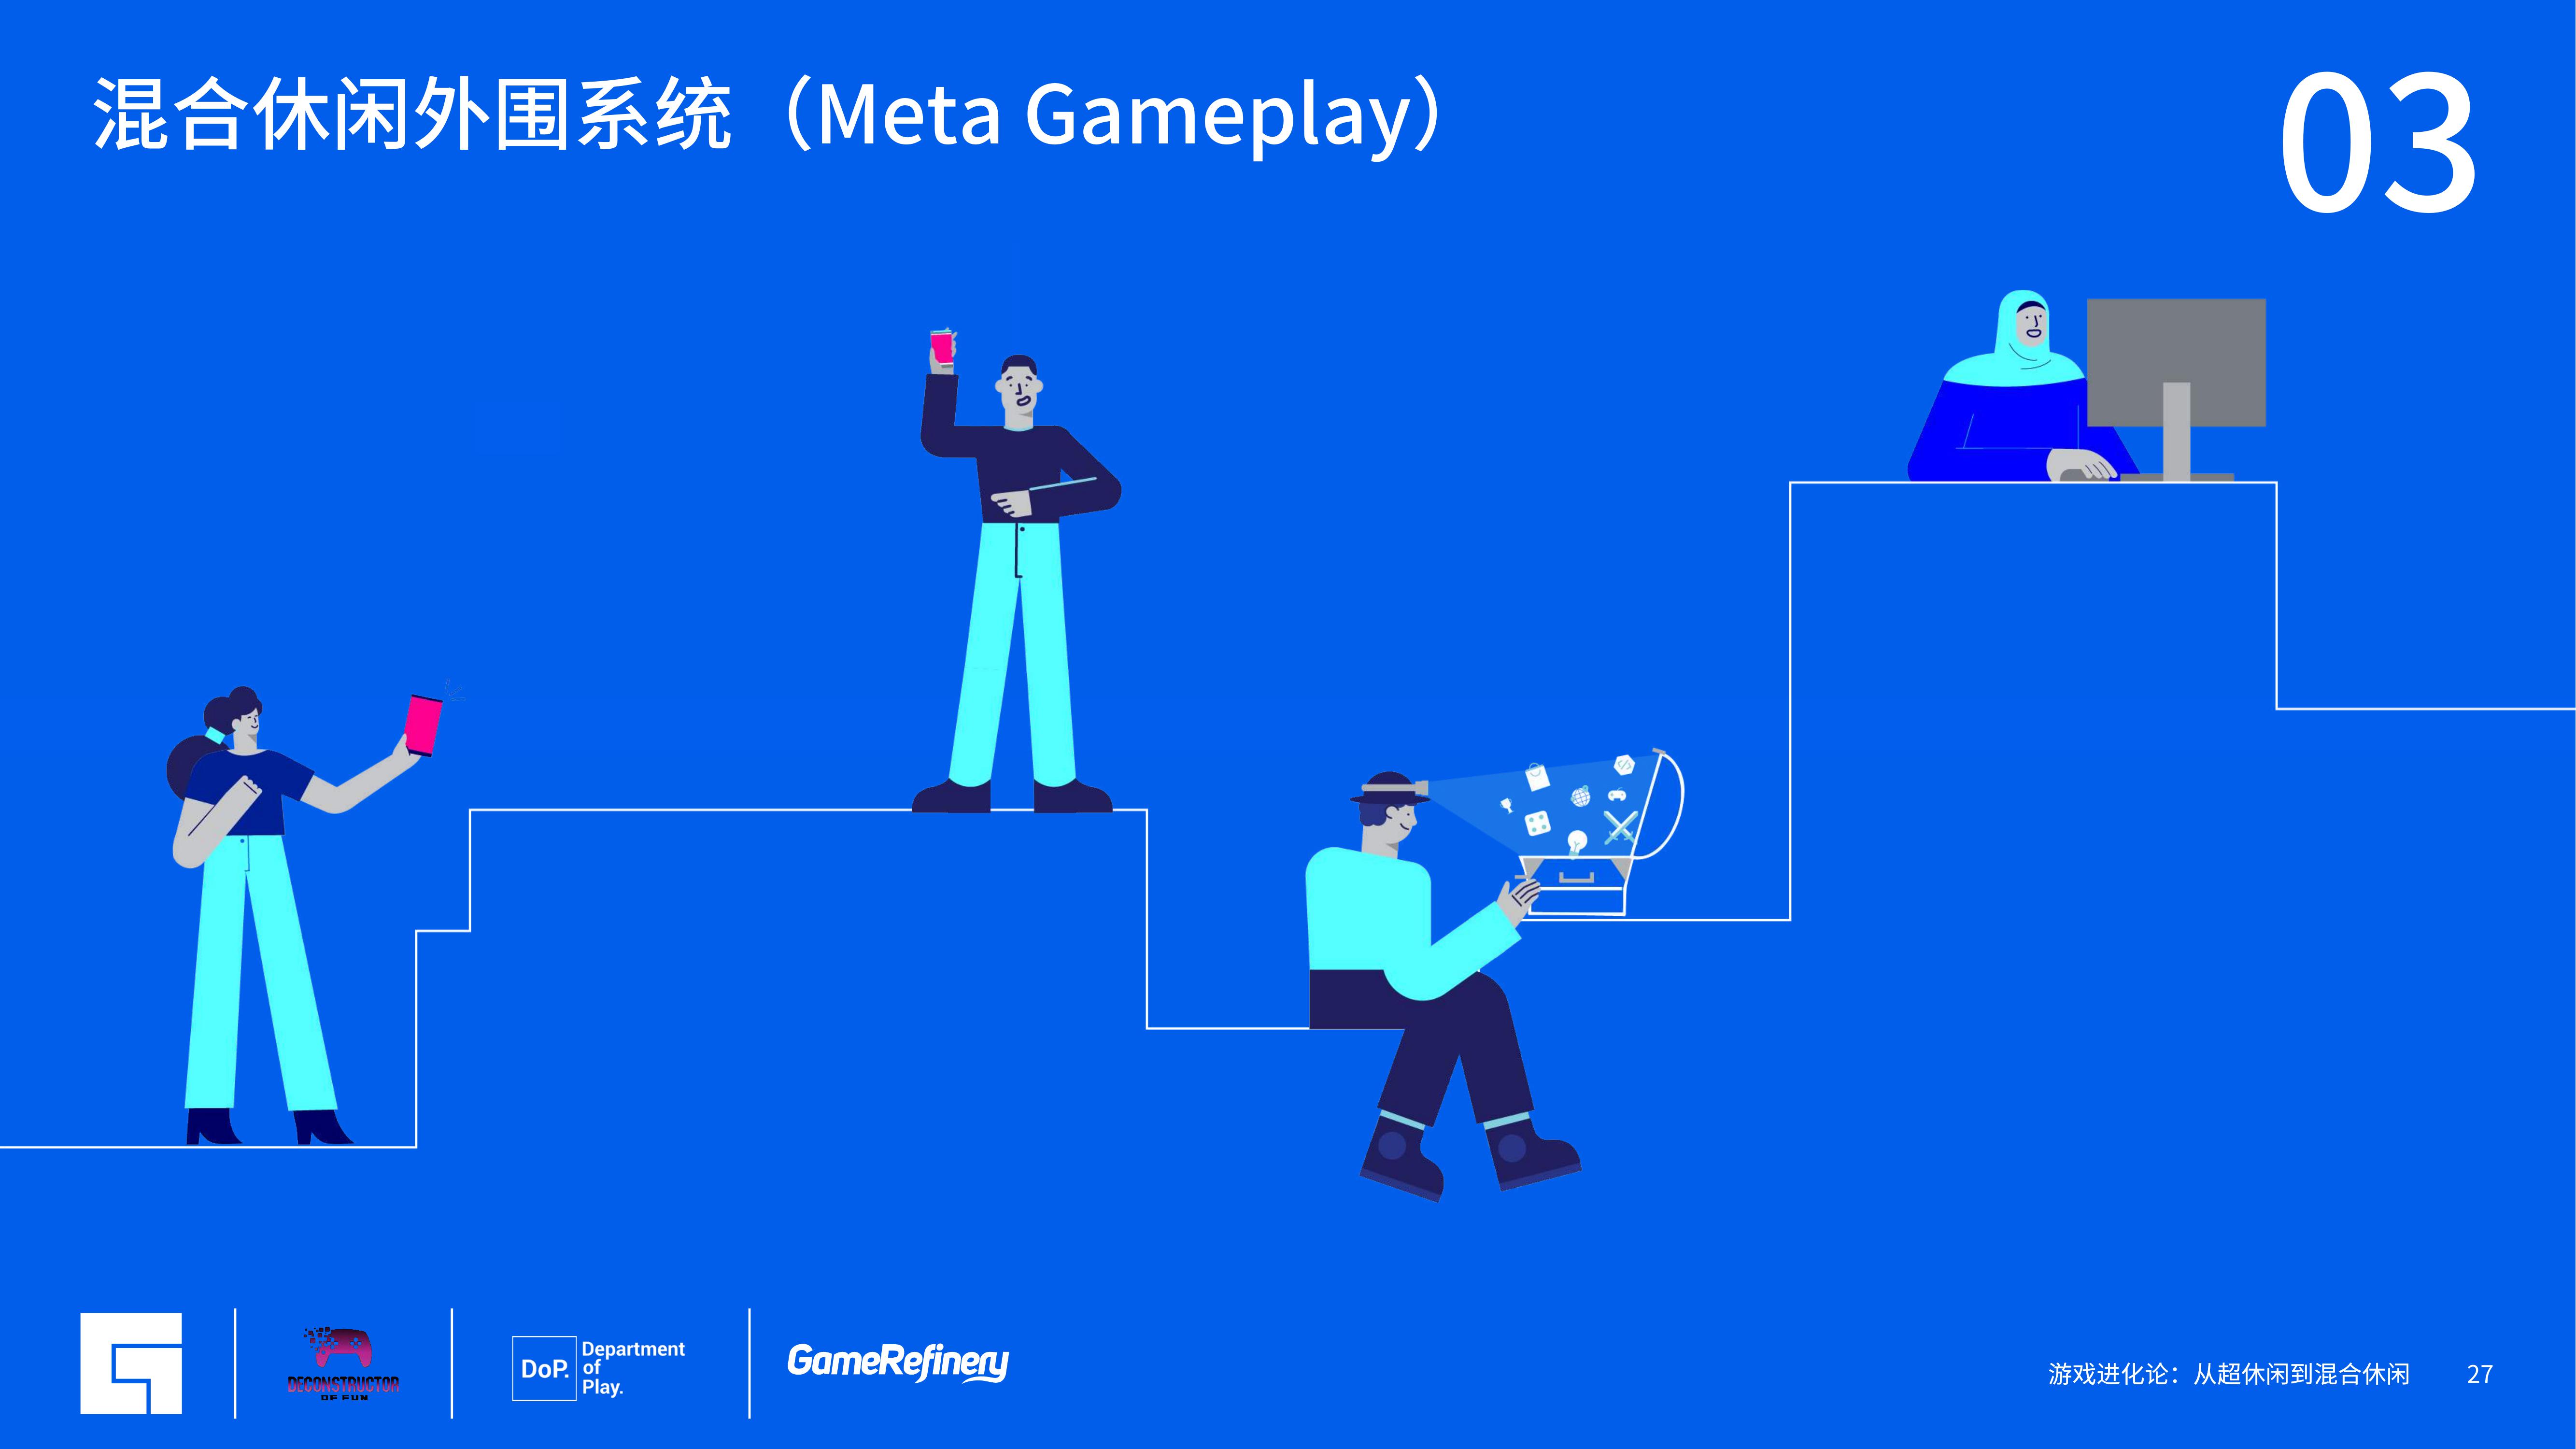 混合休闲外围系统（Meta Gameplay）
03
DECONSTRUCTOR
OF FUN
DoP.
Department
of
Play.
GameRefinery
游戏进化论：从超休闲到混合休闲
27